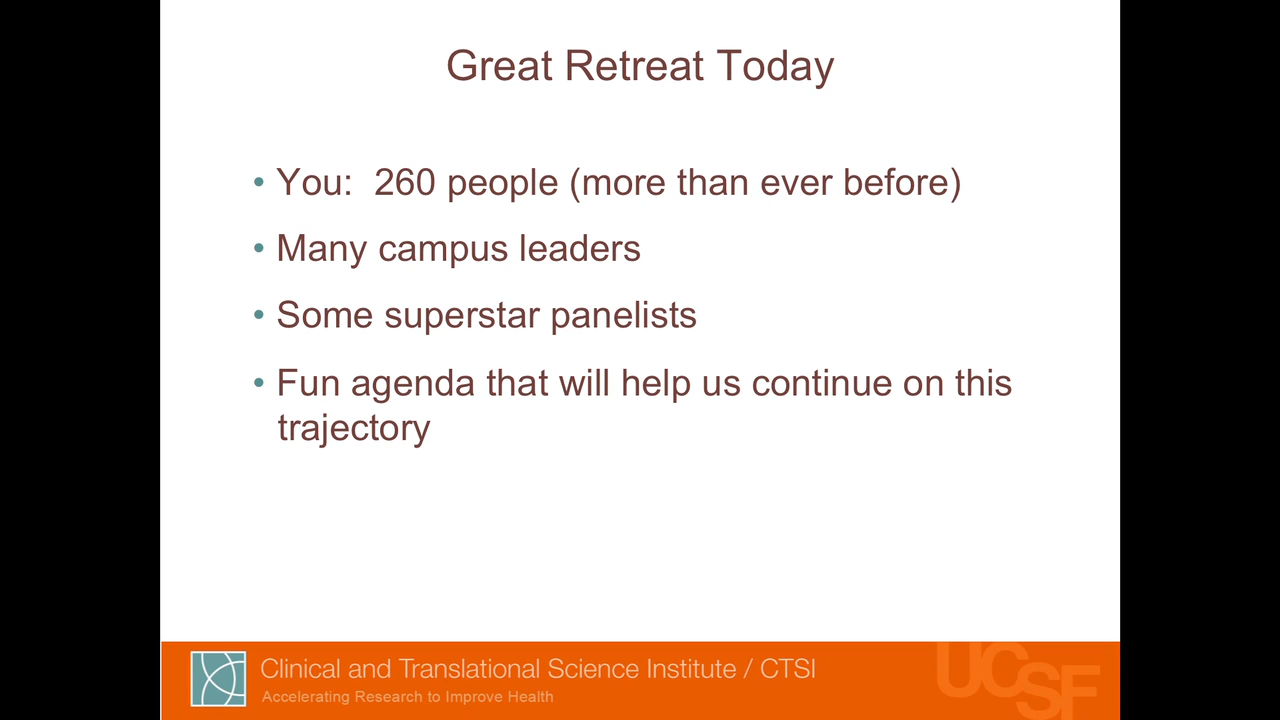 Great Retreat Today
• You:  260 people (more than ever before)
• Many campus leaders
• Some superstar panelists
• Fun agenda that will help us continue on this
trajectory
Clinical and Translational Science Institute / CTSI
Accelerating Research to Improve Health
UCSF